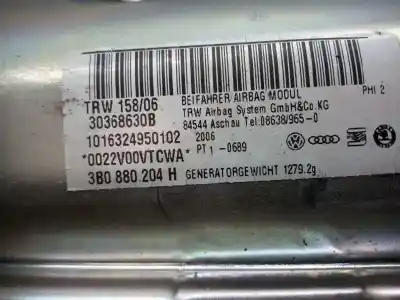 TRW 158/06
30368630B
1016324950102
*0022V00VTCWA*
3B0 880 204 H
BEIFAHRER AIRBAG MODUL
TRW Airbag System GmbH&Co.KG
84544 Aschau Tel.08638/965-0
2006
PT 1 -0689
GENERATORGEWICHT 1279.2g
PHI 2